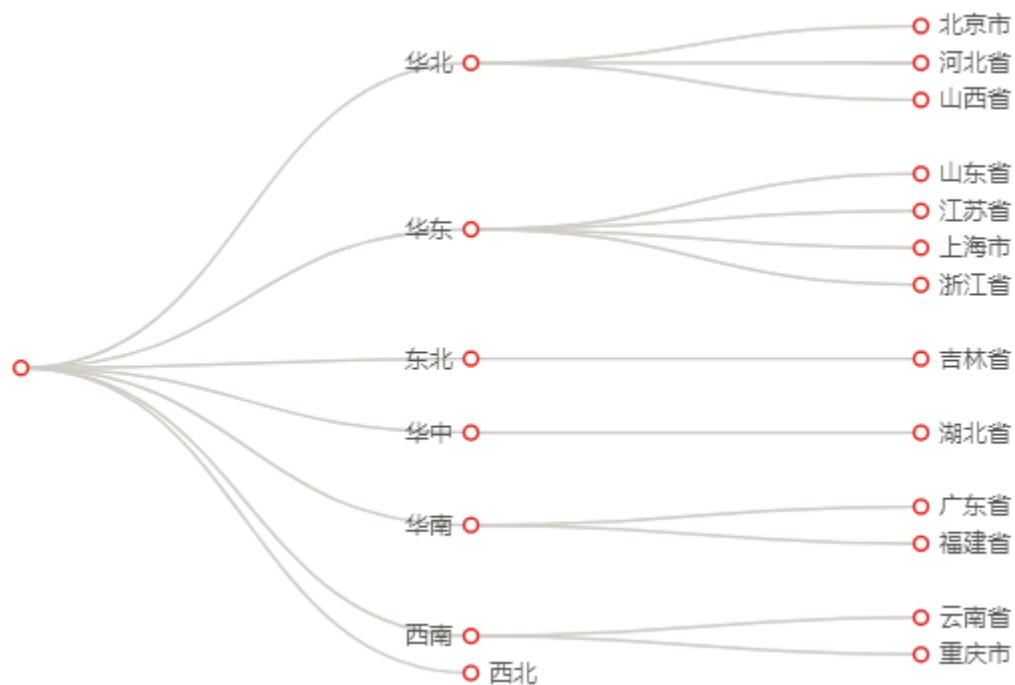 华北
北京市
河北省
山西省
华东
山东省
江苏省
上海市
浙江省
东北
吉林省
华中
湖北省
华南
广东省
福建省
西南
云南省
重庆市
西北